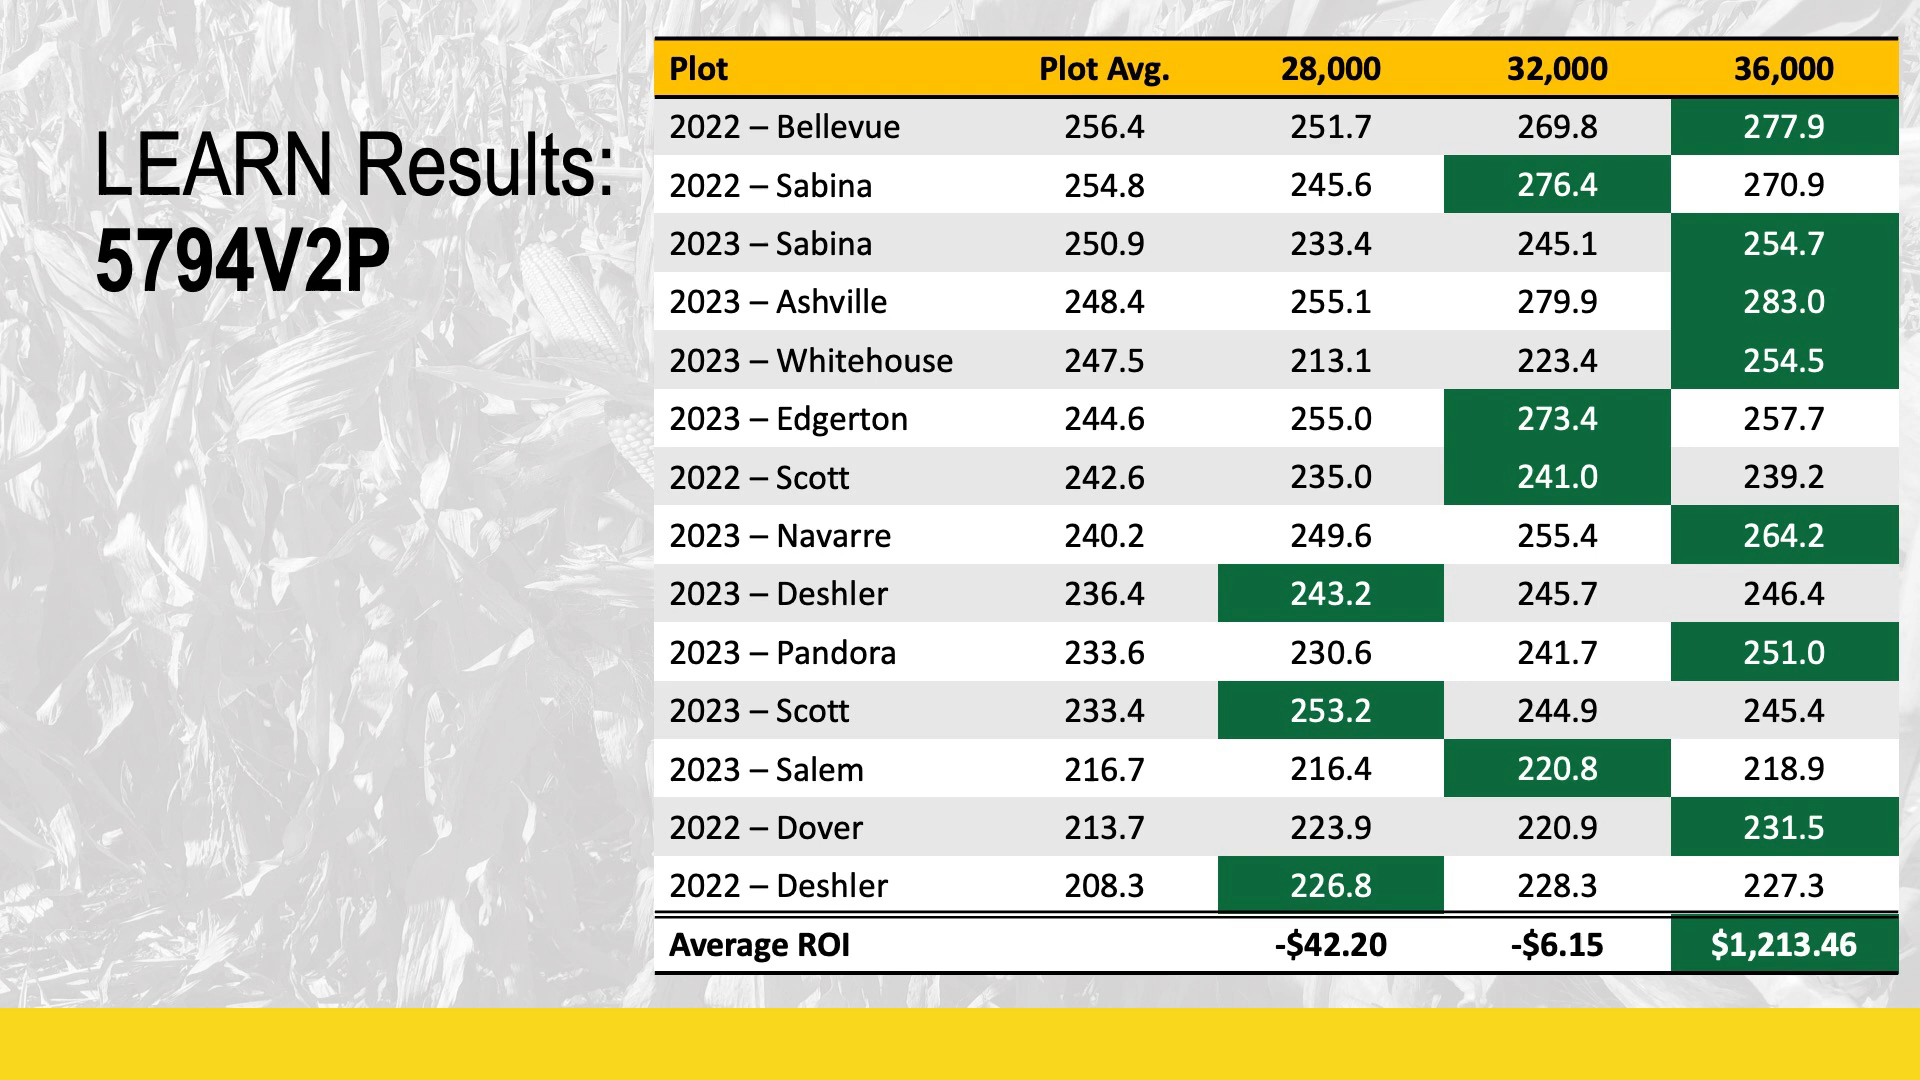 LEARN Results:
5794V2P
Plot Plot Avg. 28,000 32,000 36,000
2022 – Bellevue 256.4 251.7 269.8 277.9
2022 – Sabina 254.8 245.6 276.4 270.9
2023 – Sabina 250.9 233.4 245.1 254.7
2023 – Ashville 248.4 255.1 279.9 283.0
2023 – Whitehouse 247.5 213.1 223.4 254.5
2023 – Edgerton 244.6 255.0 273.4 257.7
2022 – Scott 242.6 235.0 241.0 239.2
2023 – Navarre 240.2 249.6 255.4 264.2
2023 – Deshler 236.4 243.2 245.7 246.4
2023 – Pandora 233.6 230.6 241.7 251.0
2023 – Scott 233.4 253.2 244.9 245.4
2023 – Salem 216.7 216.4 220.8 218.9
2022 – Dover 213.7 223.9 220.9 231.5
2022 – Deshler 208.3 226.8 228.3 227.3
Average ROI -$42.20 -$6.15 $1,213.46